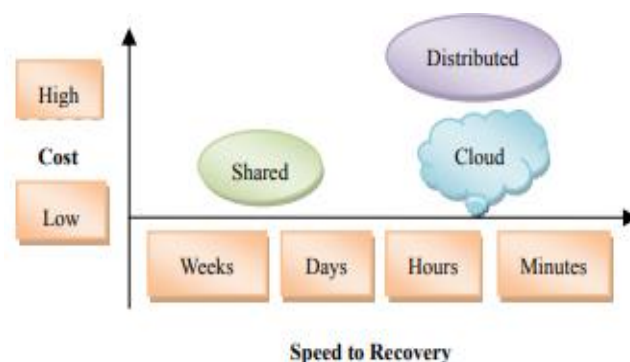 Distributed
High
Cost
Shared
Cloud
Low
Weeks
Days
Hours
Minutes
Speed to Recovery